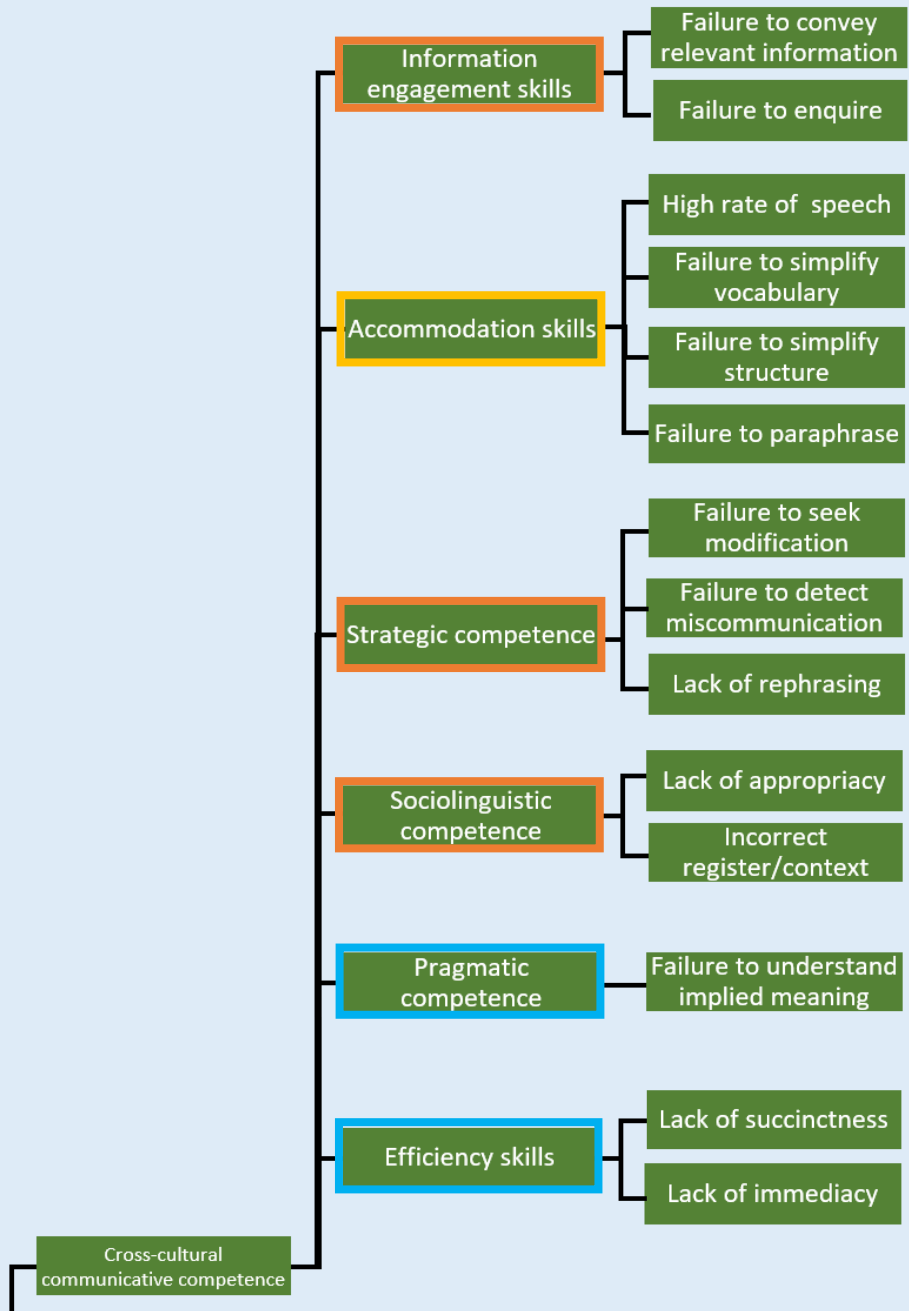 Information
engagement skills
Failure to convey
relevant information
Failure to enquire
Accommodation skills
High rate of speech
Failure to simplify
vocabulary
Failure to simplify
structure
Failure to paraphrase
Strategic competence
Failure to seek
modification
Failure to detect
miscommunication
Lack of rephrasing
Sociolinguistic
competence
Lack of appropriacy
Incorrect
register/context
Pragmatic
competence
Failure to understand
implied meaning
Efficiency skills
Lack of succinctness
Lack of immediacy
Cross-cultural
communicative competence